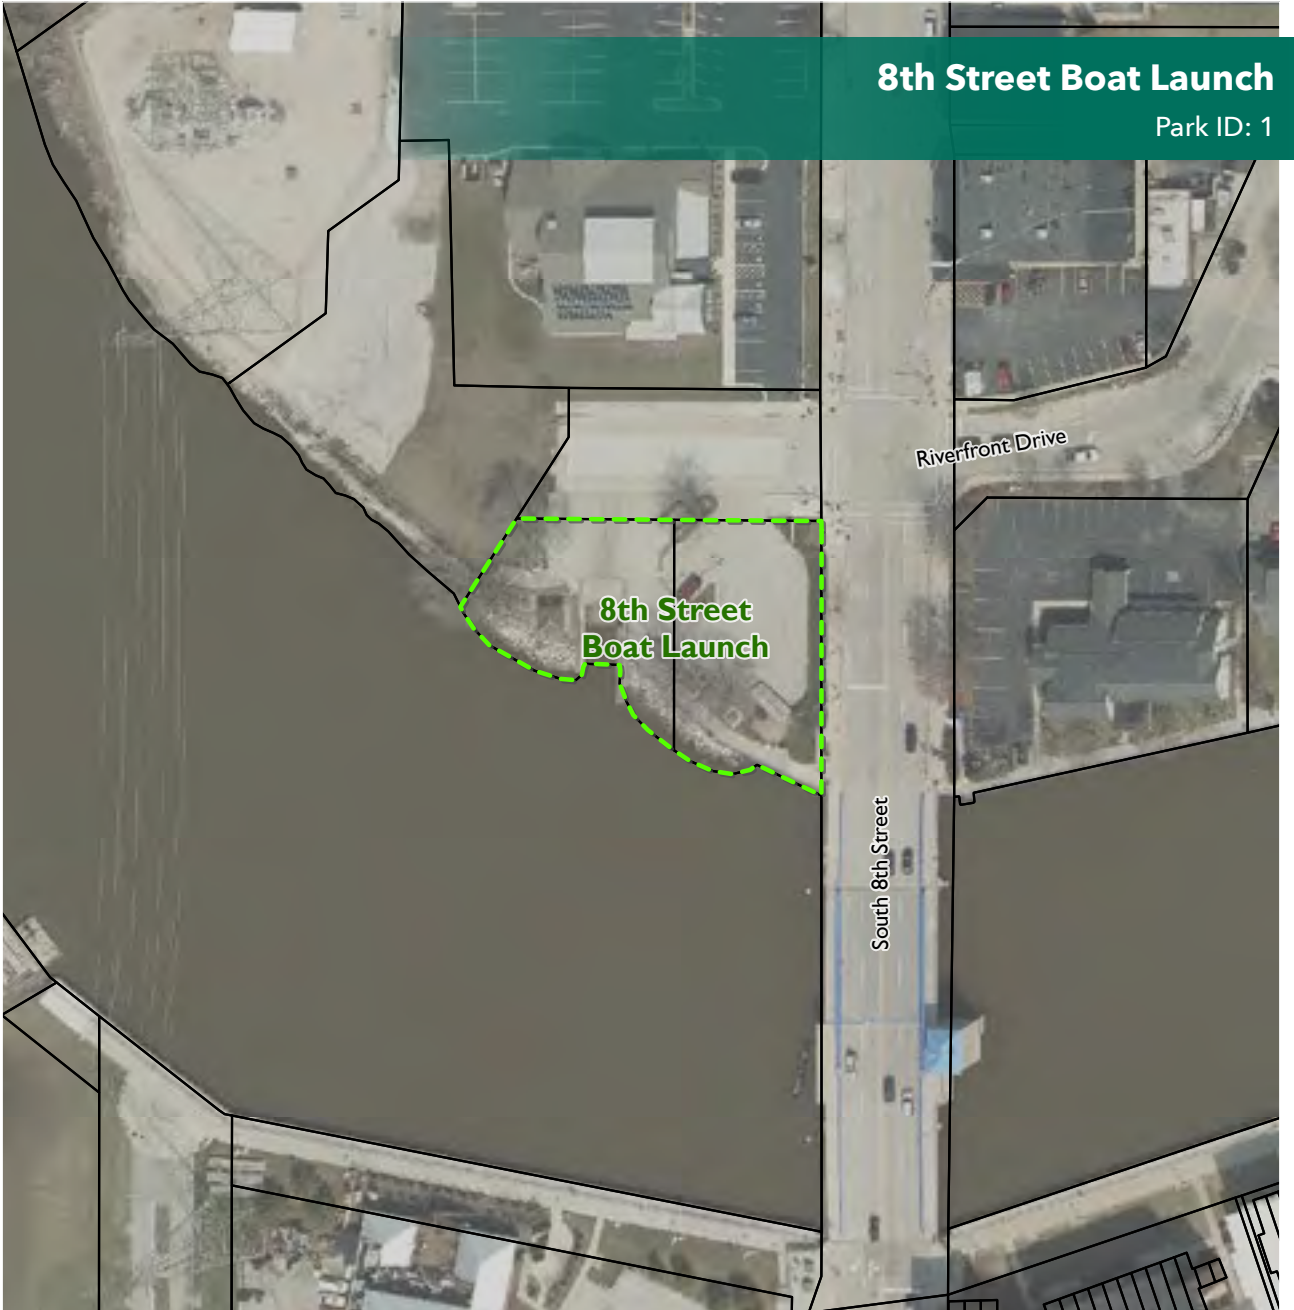 8th Street Boat Launch
Park ID: 1
Riverfront Drive
8th Street
Boat Launch
South 8th Street